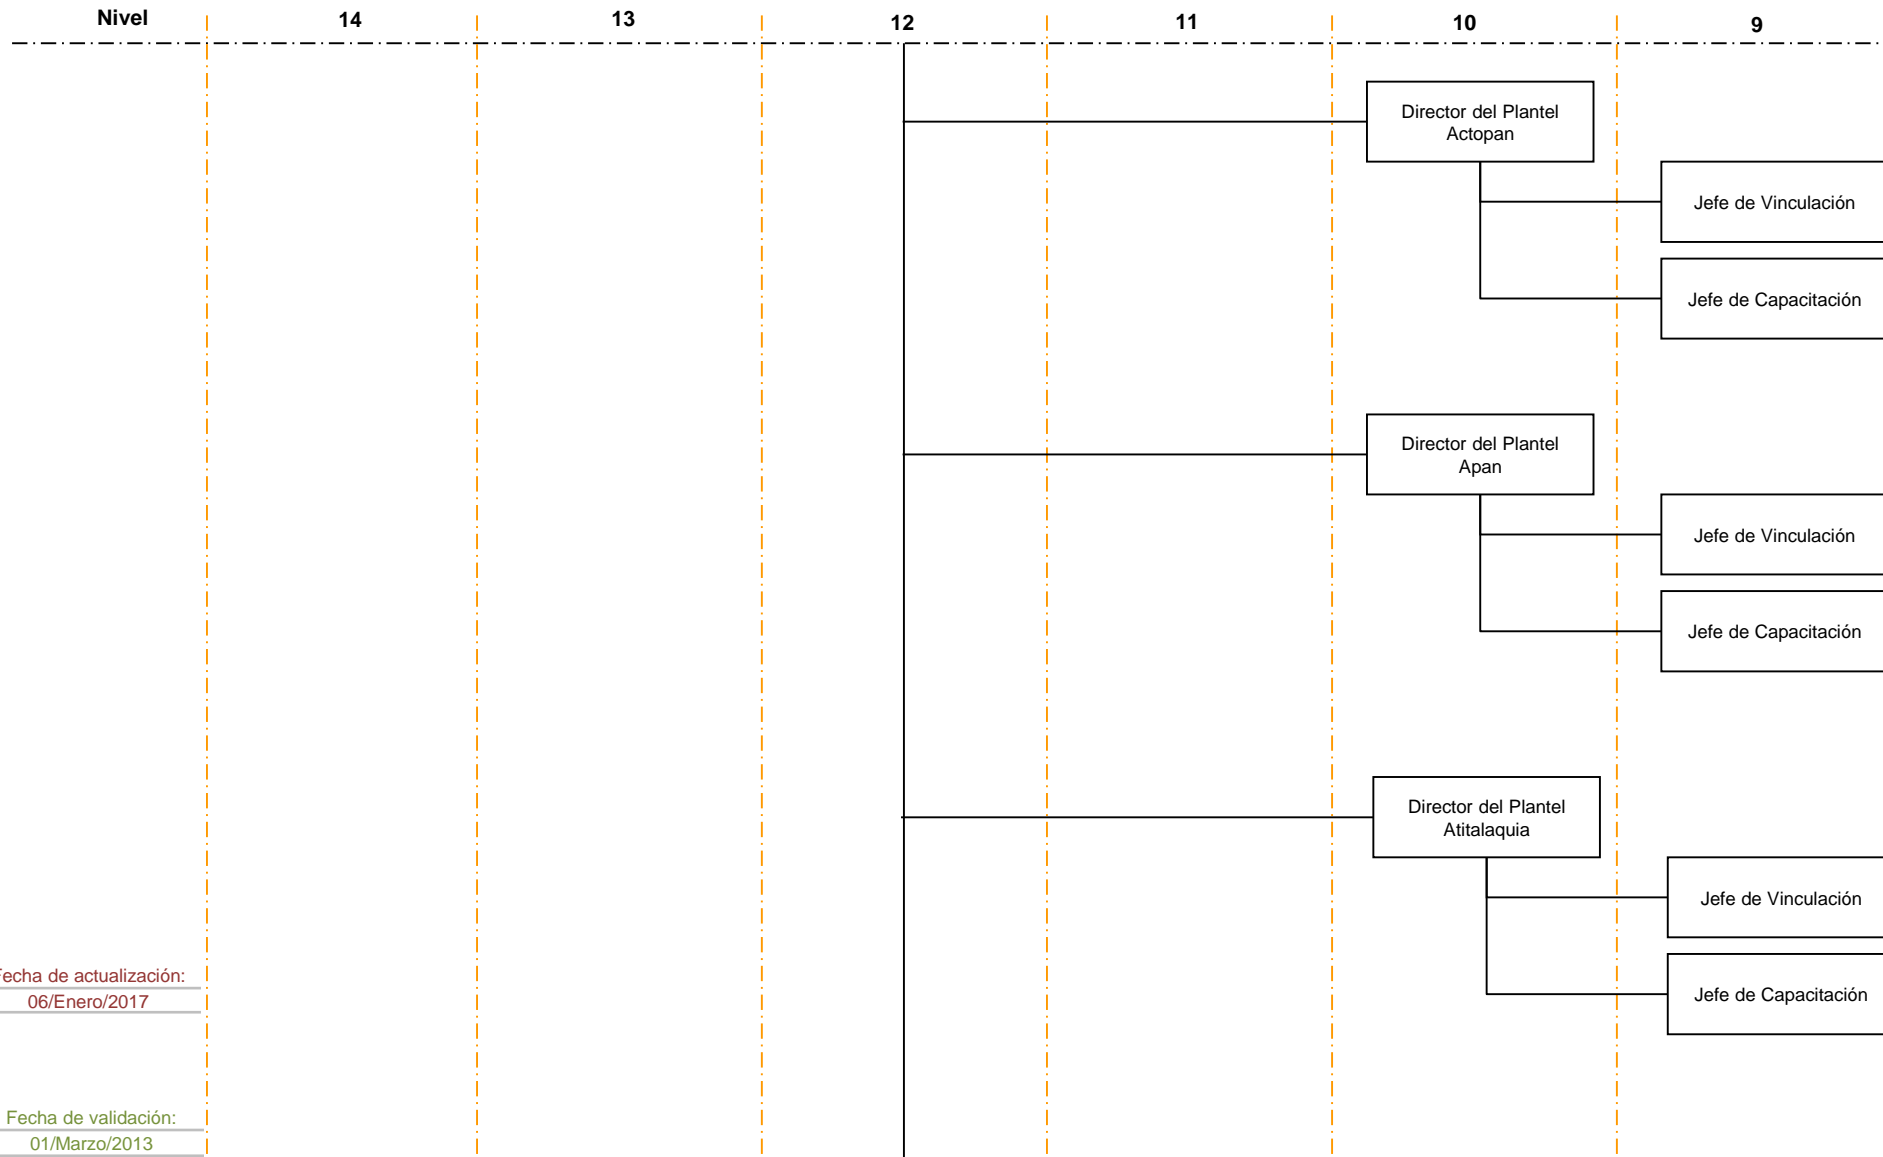 Nivel 14 13 12 11 10 9
Director del Plantel
Actopan
Jefe de Vinculación
Jefe de Capacitación
Director del Plantel
Apan
Jefe de Vinculación
Jefe de Capacitación
Director del Plantel
Atitalaquia
Jefe de Vinculación
Jefe de Capacitación
Fecha de actualización:
06/Enero/2017
Fecha de validación:
01/Marzo/2013